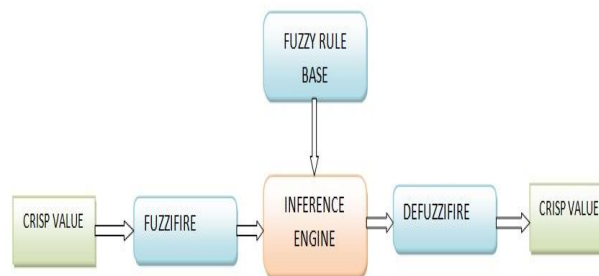 FUZZY RULE
BASE
CRISP VALUE
FUZZIFIRE
INFERENCE
ENGINE
DEFUZZIFIRE
CRISP VALUE